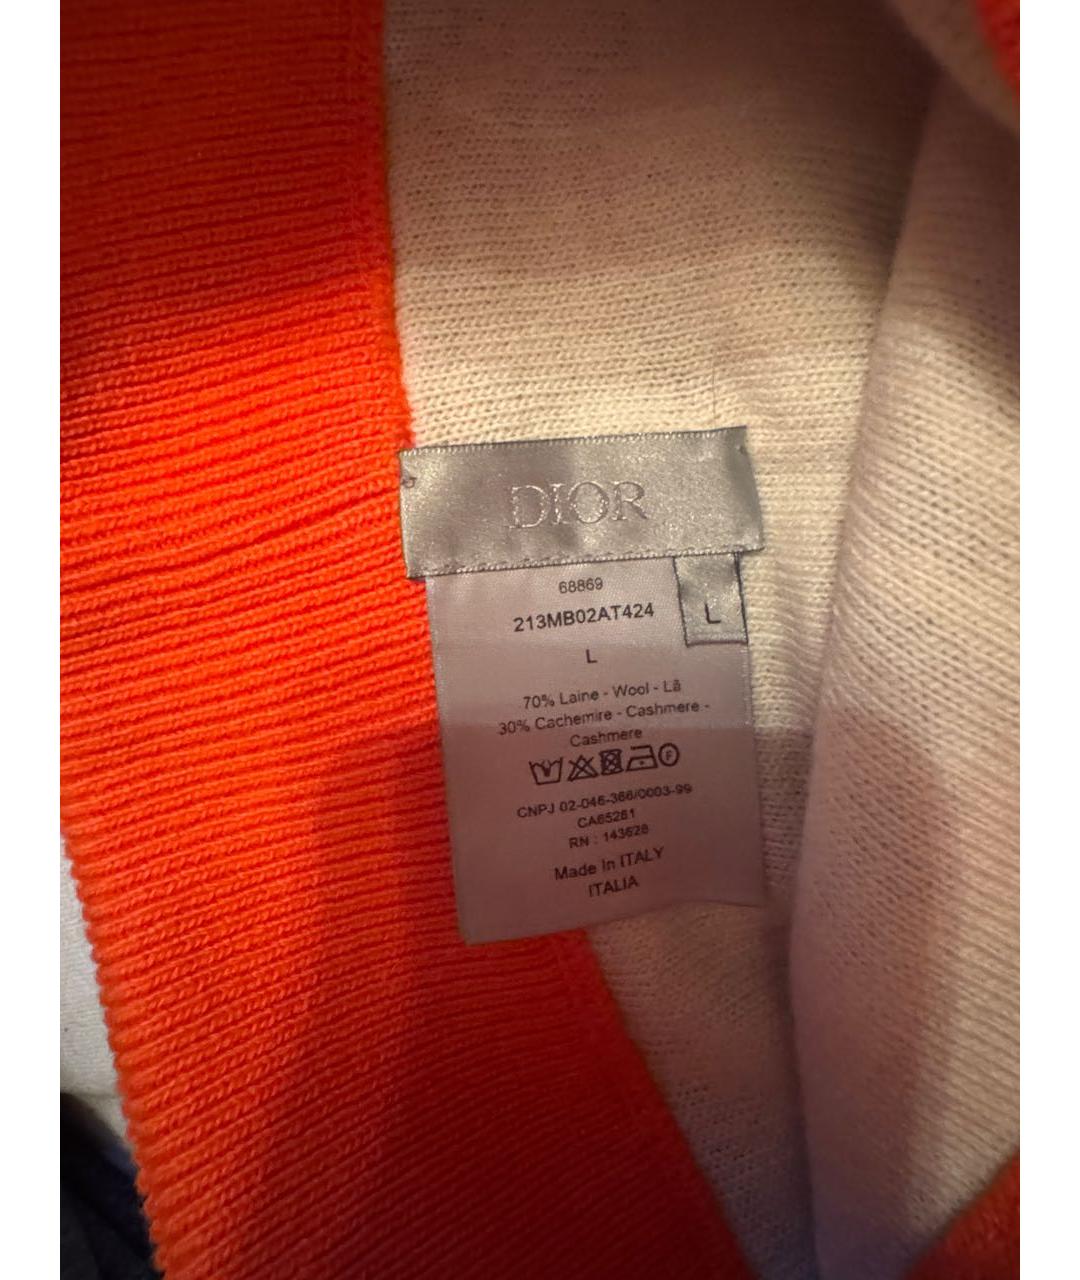 DIOR
68869
213MB02AT424
L
L
70% Laine - Wool - Lã
30% Cachemire - Cashmere -
Cashmere
F
CNPJ 02-046-366/0003-99
CA65261
RN : 143628
Made In ITALY
ITALIA